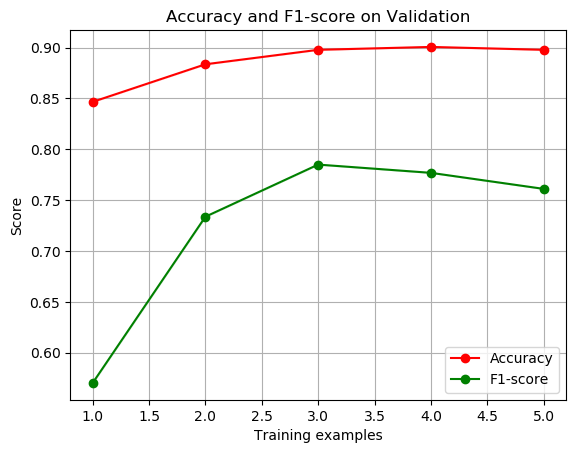 Accuracy and F1-score on Validation
0.90
0.85
0.80
0.75
0.70
0.65
0.60
Score
1.0 1.5 2.0 2.5 3.0 3.5 4.0 4.5 5.0
Training examples
Accuracy
F1-score